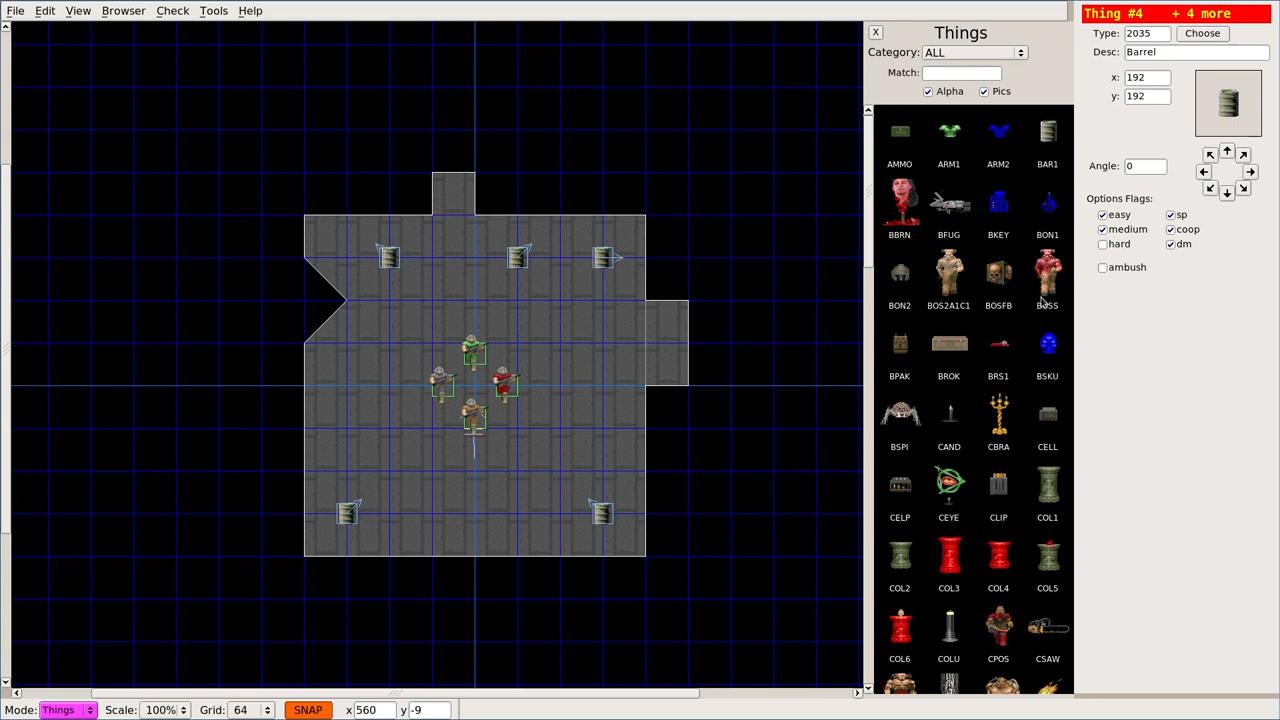 File Edit View Browser Check Tools Help
X Things
Category: ALL
Match:
Alpha Pics
AMMO ARM1 ARM2 BAR1
BBRN BFUG BKEY BON1
BON2 BOS2A1C1 BOSFB BOSS
BPAK BROK BRS1 BSKU
BSPI CAND CBRA CELL
CELP CEYE CLIP COL1
COL2 COL3 COL4 COL5
COL6 COLU CPOS CSAW
Thing #4 + 4 more
Type: 2035 Choose
Desc: Barrel
x: 192
y: 192
Angle: 0
Options Flags:
easy sp
medium coop
hard dm
ambush
Mode: Things Scale: 100% Grid: 64 SNAP x 560 y -9